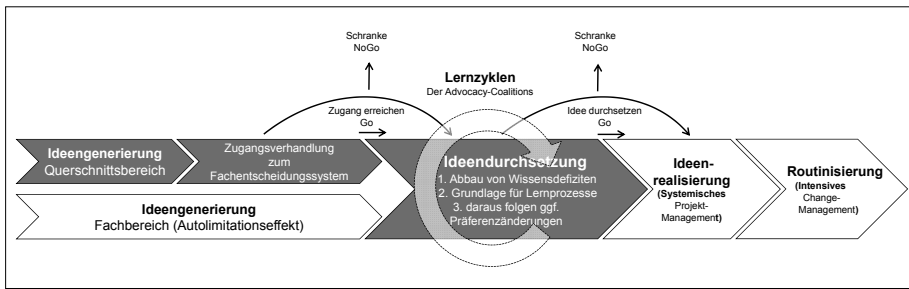 Schranke
NoGo
Schranke
NoGo
Lernzyklen
Der Advocacy-Coalitions
Zugang erreichen
Go
Idee durchsetzen
Go
Ideengenerierung
Querschnittsbereich
Zugangsverhandlung
zum
Fachentscheidungssystem
Ideengenerierung
Fachbereich (Autolimitationseffekt)
Ideendurchsetzung
1. Abbau von Wissensdefiziten
2. Grundlage für Lernprozesse
3. daraus folgen ggf.
Präferenzänderungen
Ideen-
realisierung
(Systemisches
Projekt-
Management)
Routinisierung
(Intensives
Change-
Management)